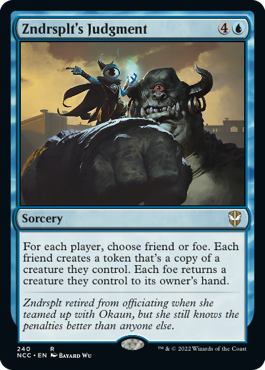 Zndrsplt's Judgment 4
Sorcery
For each player, choose friend or foe. Each
friend creates a token that's a copy of a
creature they control. Each foe returns a
creature they control to its owner's hand.
Zndrsplt retired from officiating when she
teamed up with Okaun, but she still knows the
penalties better than anyone else.
240 R
NCC • EN Bayard Wu
™ & © 2022 Wizards of the Coast